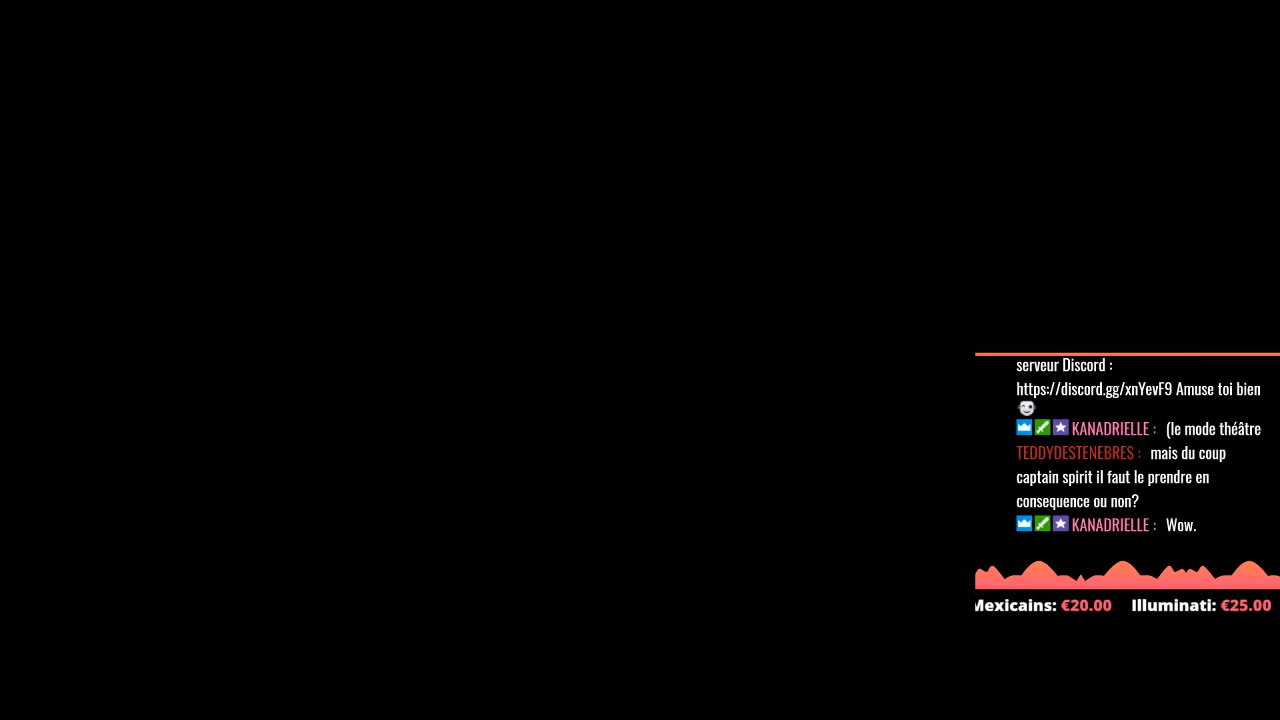 serveur Discord :
https://discord.gg/xnYevF9 Amuse toi bien
KANADRIELLE : (le mode théâtre
TEDDYDESTENEBRES : mais du coup
captain spirit il faut le prendre en
consequence ou non?
KANADRIELLE : Wow.
Mexicains: €20.00 Illuminati: €25.00